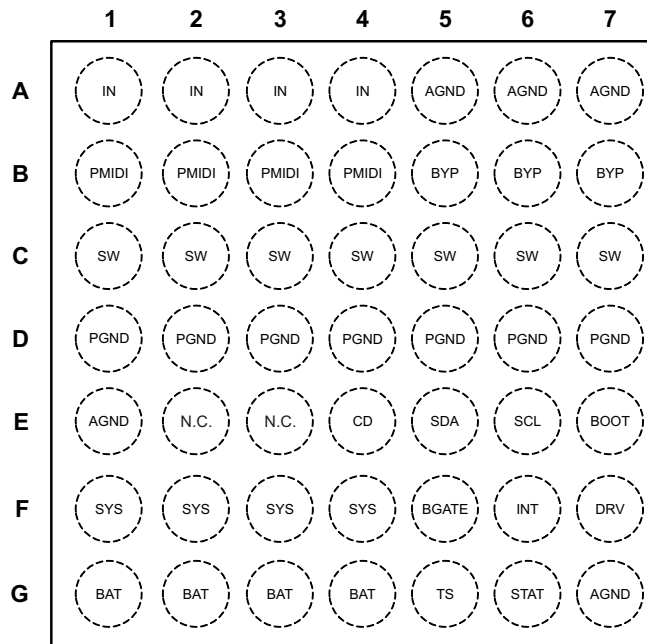 1 2 3 4 5 6 7
A IN IN IN IN AGND AGND AGND
B PMIDI PMIDI PMIDI PMIDI BYP BYP BYP
C SW SW SW SW SW SW SW
D PGND PGND PGND PGND PGND PGND PGND
E AGND N.C. N.C. CD SDA SCL BOOT
F SYS SYS SYS SYS BGATE INT DRV
G BAT BAT BAT BAT TS STAT AGND